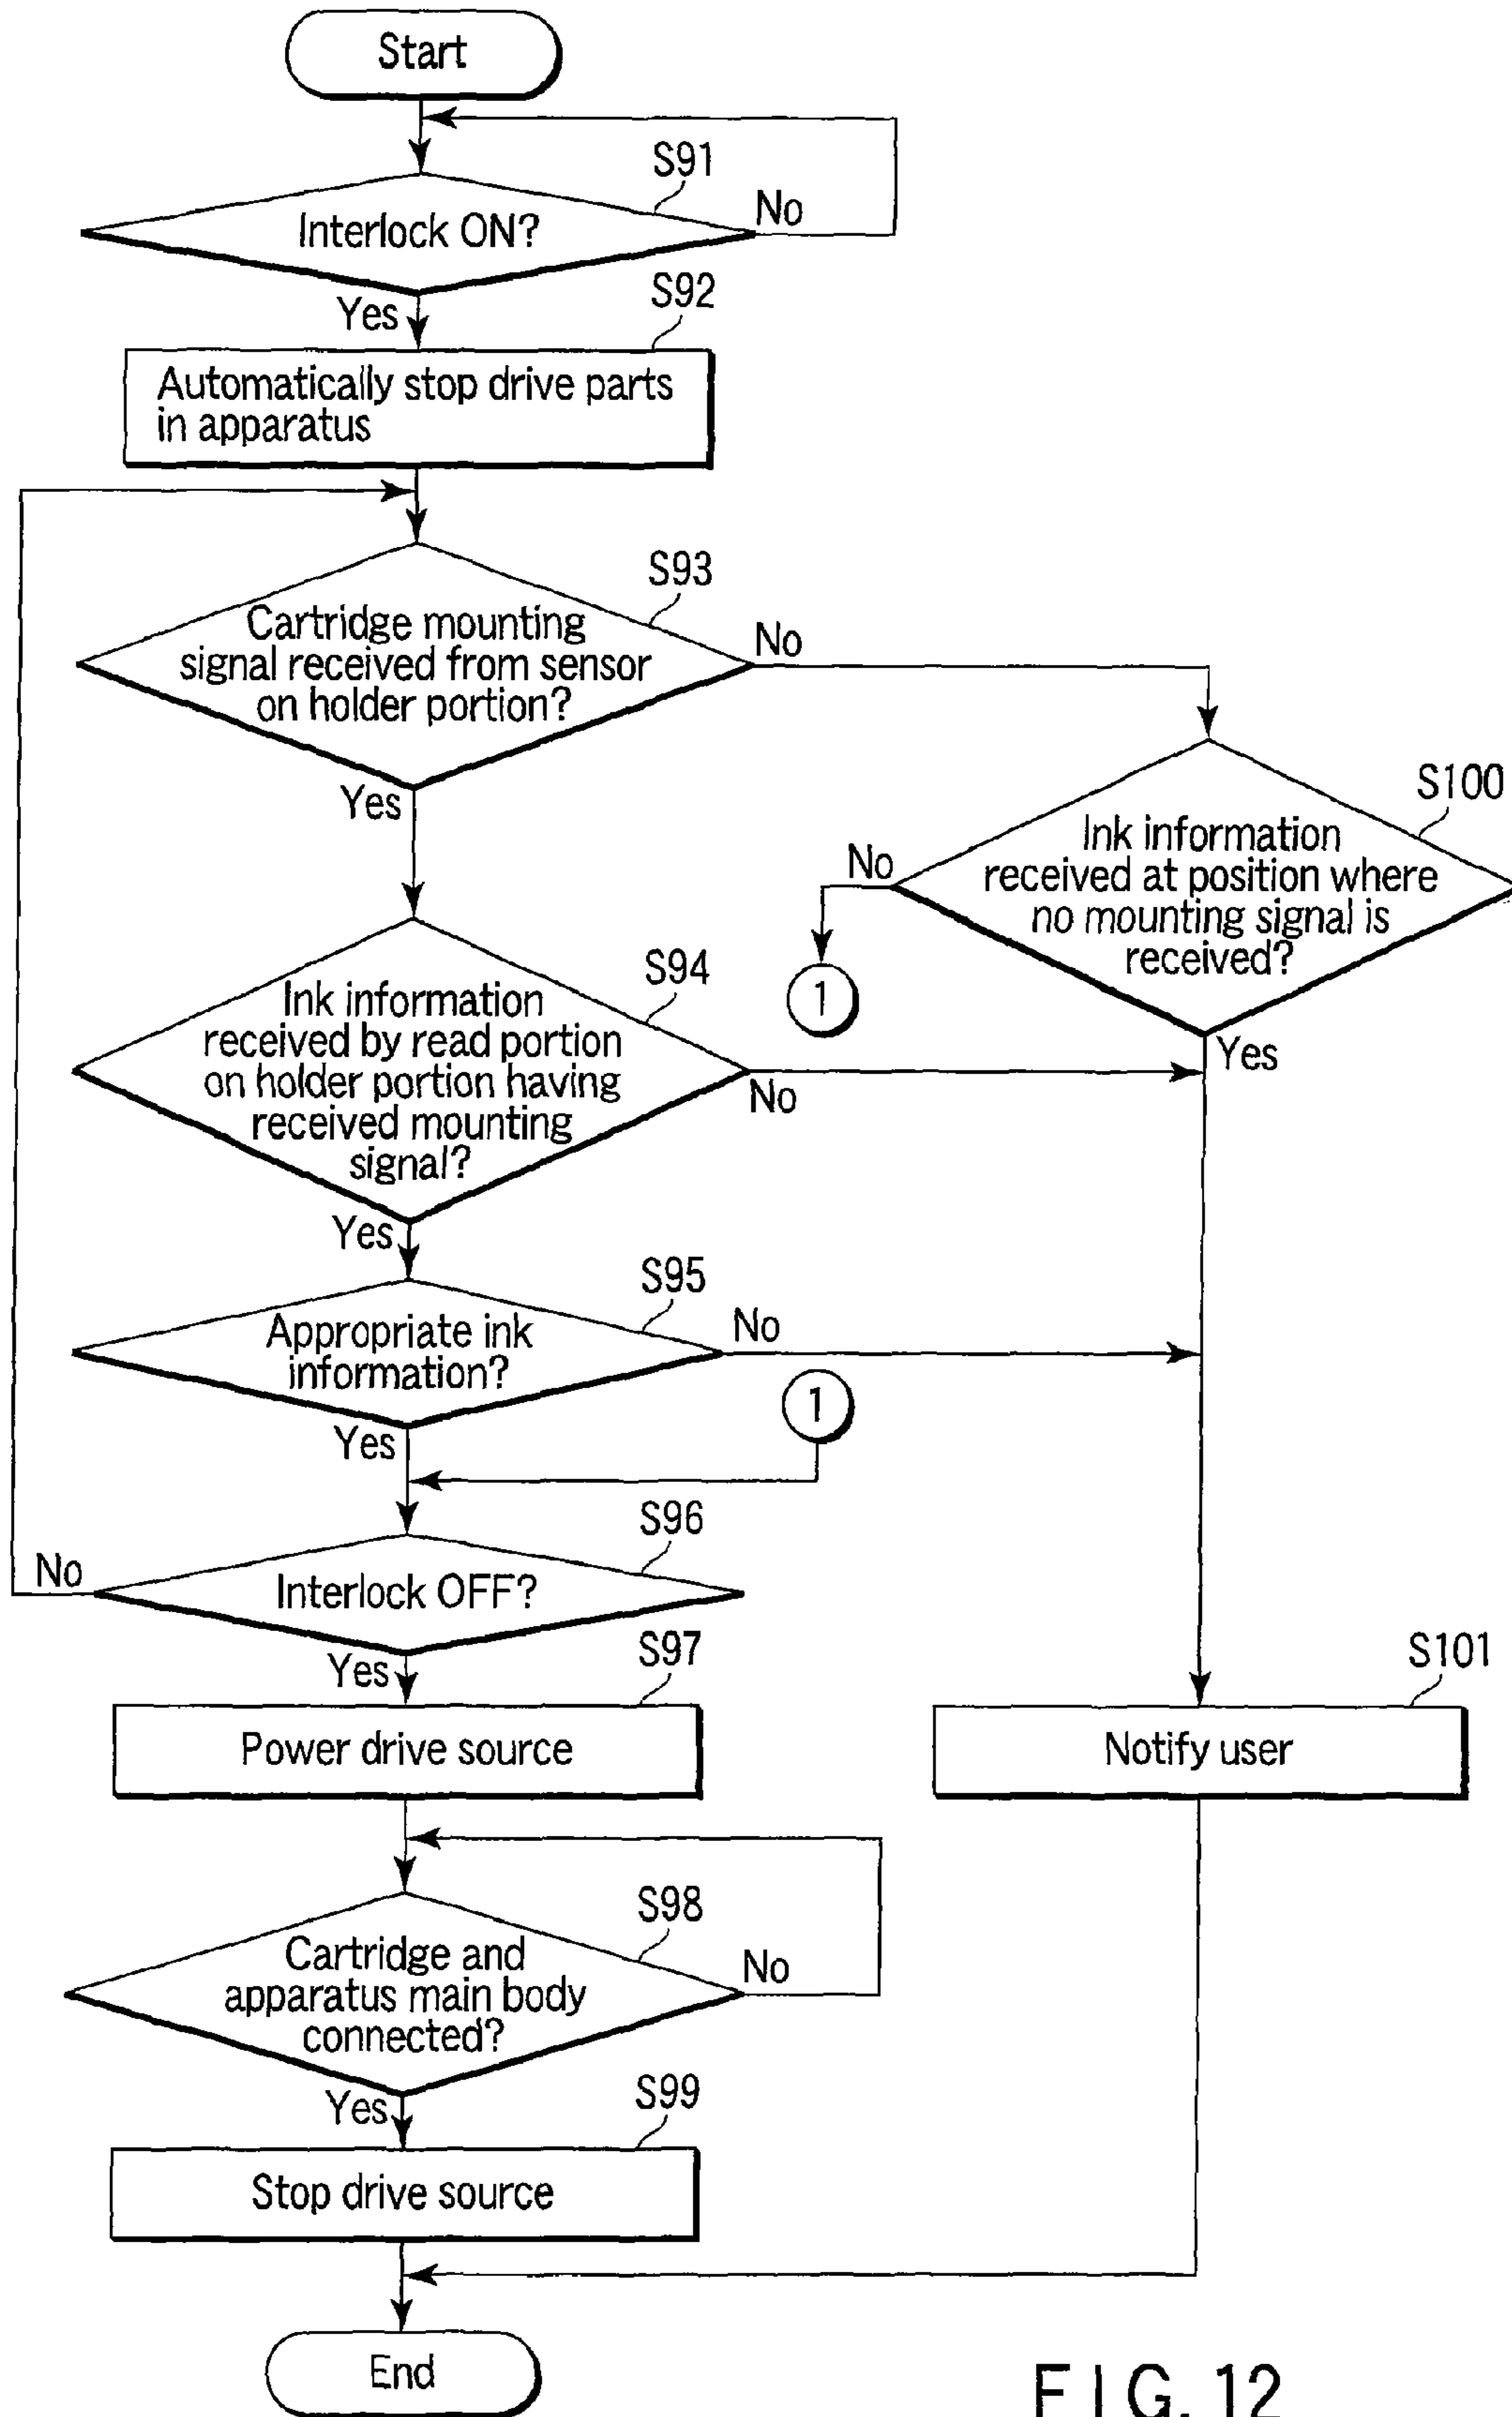 Start
S91
Interlock ON?
No
Yes
S92
Automatically stop drive parts
in apparatus
S93
Cartridge mounting
signal received from sensor
on holder portion?
No
Yes
S100
Ink information
received at position where
no mounting signal is
received?
No
1
Yes
S94
Ink information
received by read portion
on holder portion having
received mounting
signal?
No
Yes
S95
Appropriate ink
information?
No
1
Yes
S96
Interlock OFF?
No
Yes
S97
Power drive source
S101
Notify user
S98
Cartridge and
apparatus main body
connected?
No
Yes
S99
Stop drive source
End
FIG. 12